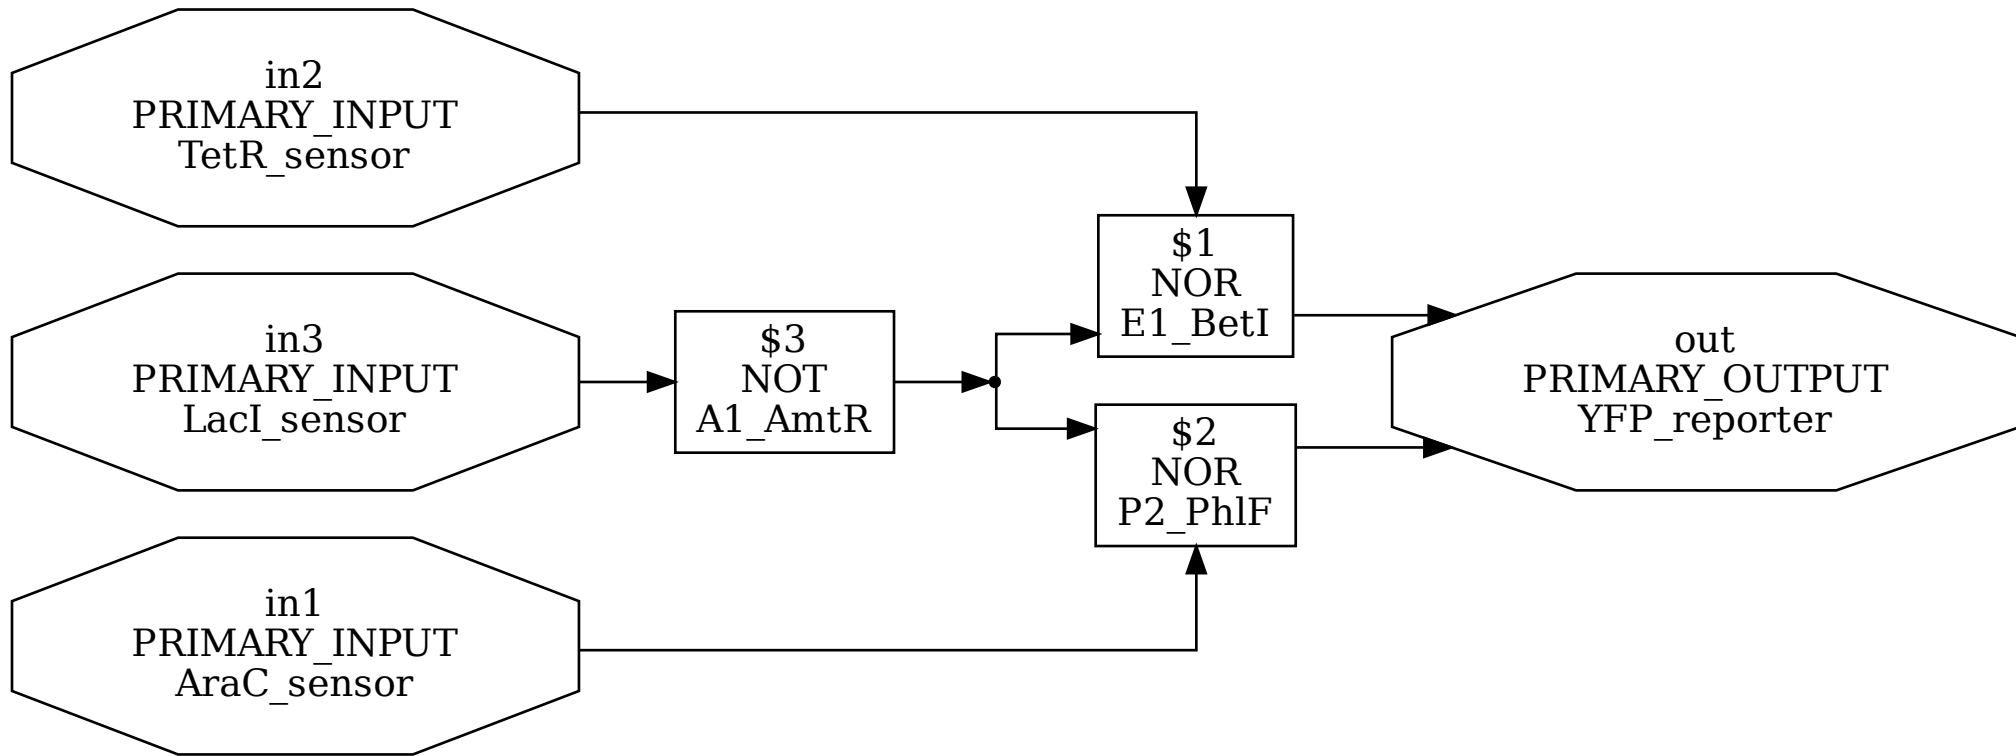 in2
PRIMARY_INPUT
TetR_sensor
in3
PRIMARY_INPUT
LacI_sensor
in1
PRIMARY_INPUT
AraC_sensor
$3
NOT
A1_AmtR
$1
NOR
E1_BetI
$2
NOR
P2_PhlF
out
PRIMARY_OUTPUT
YFP_reporter